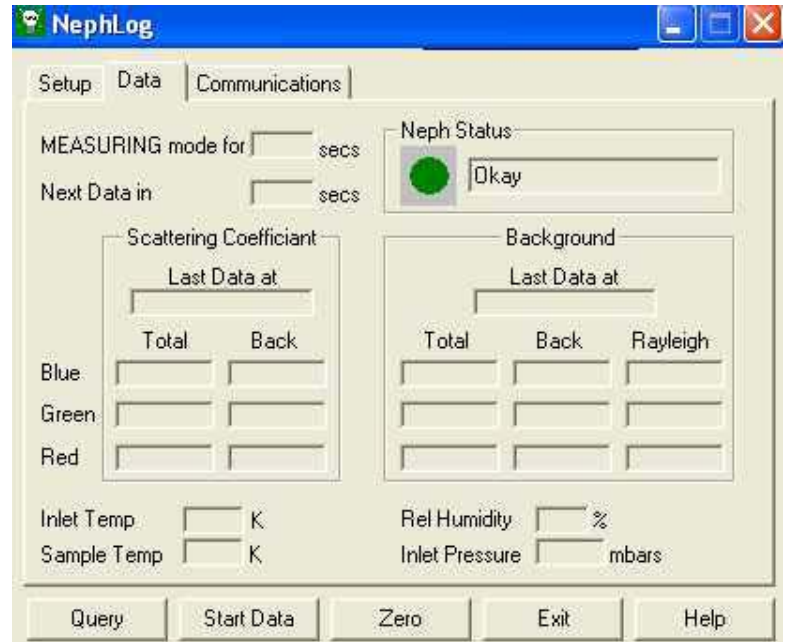 NephLog
Setup Data Communications
MEASURING mode for secs
Next Data in secs
Neph Status
Okay
Scattering Coefficiant
Last Data at
Total Back
Background
Last Data at
Total Back Rayleigh
Blue
Green
Red
Inlet Temp K
Sample Temp K
Rel Humidity %
Inlet Pressure mbars
Query Start Data Zero Exit Help